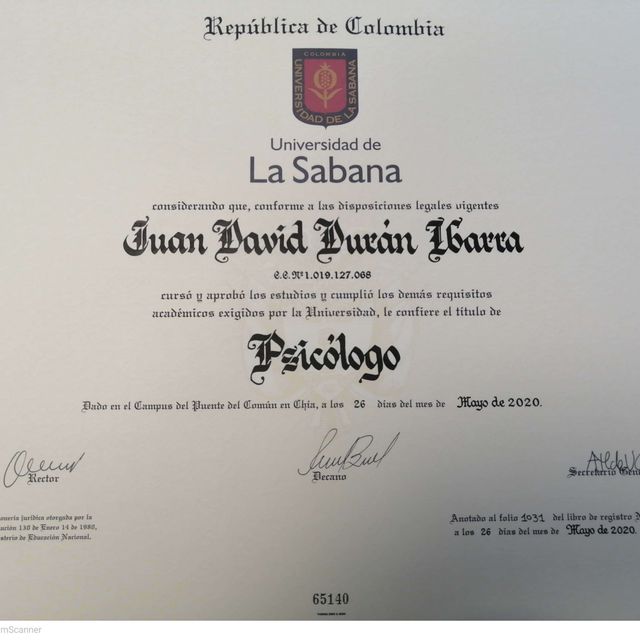 República de Colombia
COLOMBIA
UNIVERSIDAD DE LA SABANA
Universidad de
La Sabana
considerando que, conforme a las disposiciones legales vigentes
Juan David Durán Ibarra
C.C. Nº 1.019.127.068
cursó y aprobó los estudios y cumplió los demás requisitos
académicos exigidos por la Universidad, le confiere el título de
Psicólogo
Dado en el Campus del Puente del Común en Chía, a los 26 días del mes de Mayo de 2020.
Rector
Decano
Secretario
onería jurídica otorgada por la
ución 130 de Enero 14 de 1980,
sterio de Educación Nacional.
Anotado al folio 1031 del libro de registro
a los 26 días del mes de Mayo de 2020.
65140
mScanner